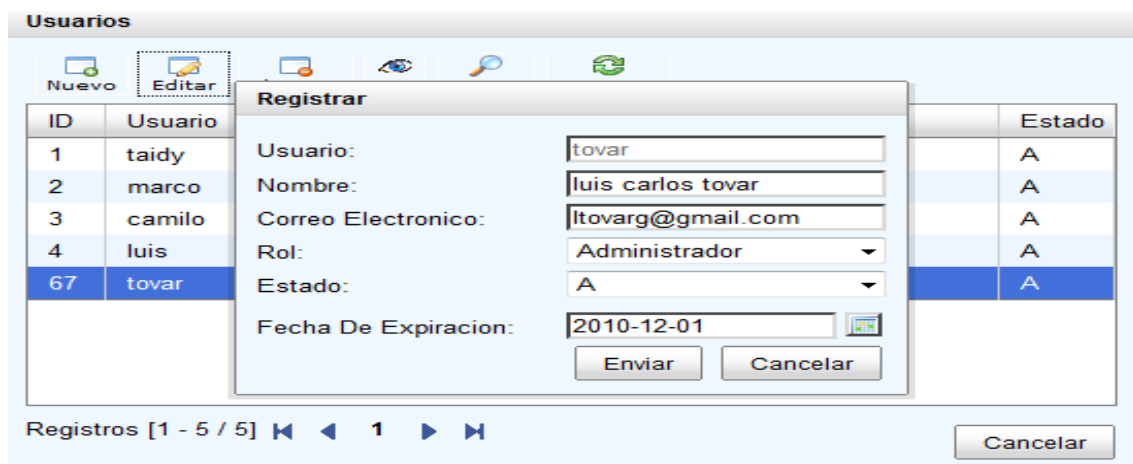 Usuarios
Nuevo Editar
Registrar
ID Usuario Estado
1 taidy A
2 marco A
3 camilo A
4 luis A
67 tovar A
Usuario: tovar
Nombre: luis carlos tovar
Correo Electronico: ltovarg@gmail.com
Rol: Administrador
Estado: A
Fecha De Expiracion: 2010-12-01
Enviar Cancelar
Registros [1 - 5 / 5] 1
Cancelar